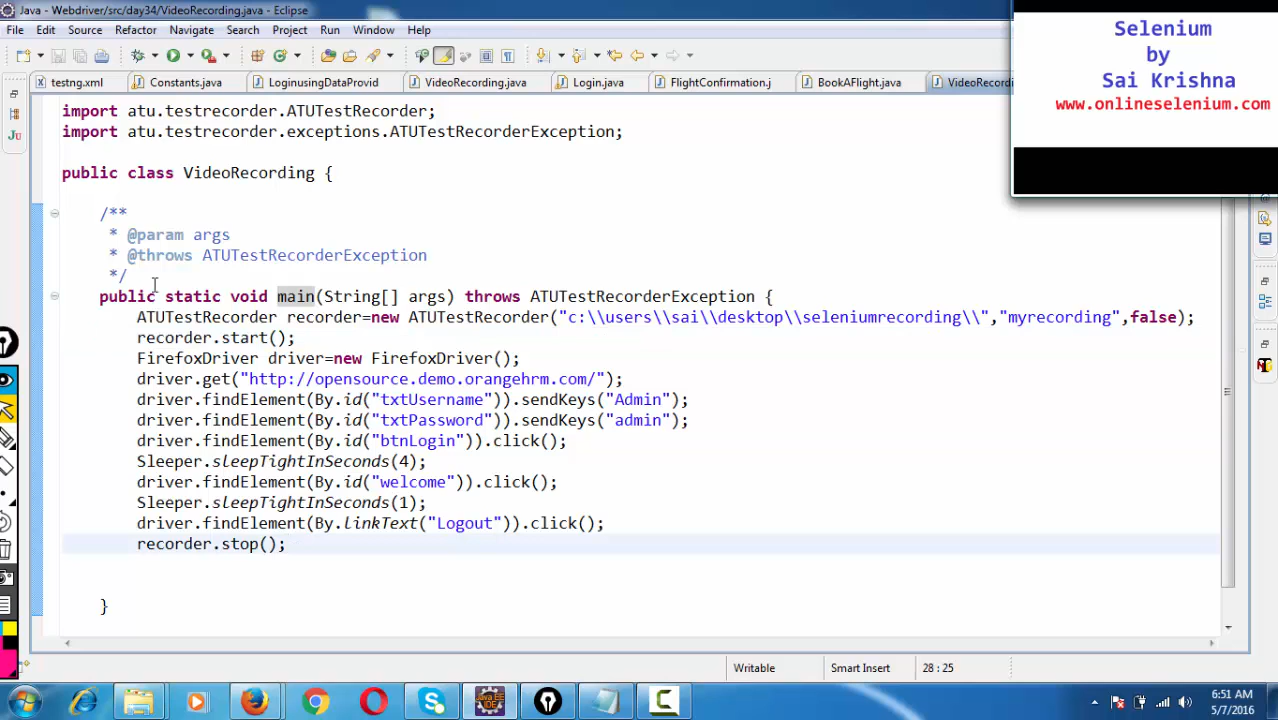 Java - Webdriver/src/day34/VideoRecording.java - Eclipse
File Edit Source Refactor Navigate Search Project Run Window Help
testng.xml Constants.java LoginusingDataProvid VideoRecording.java Login.java FlightConfirmation.j BookAFlight.java VideoRecordi
Selenium
by
Sai Krishna
www.onlineselenium.com
import atu.testrecorder.ATUTestRecorder;
import atu.testrecorder.exceptions.ATUTestRecorderException;
public class VideoRecording {
/**
* @param args
* @throws ATUTestRecorderException
*/
public static void main(String[] args) throws ATUTestRecorderException {
ATUTestRecorder recorder=new ATUTestRecorder("c:\\users\\sai\\desktop\\seleniumrecording\\","myrecording",false);
recorder.start();
FirefoxDriver driver=new FirefoxDriver();
driver.get("http://opensource.demo.orangehrm.com/");
driver.findElement(By.id("txtUsername")).sendKeys("Admin");
driver.findElement(By.id("txtPassword")).sendKeys("admin");
driver.findElement(By.id("btnLogin")).click();
Sleeper.sleepTightInSeconds(4);
driver.findElement(By.id("welcome")).click();
Sleeper.sleepTightInSeconds(1);
driver.findElement(By.linkText("Logout")).click();
recorder.stop();
}
Writable Smart Insert 28 : 25
6:51 AM
5/7/2016